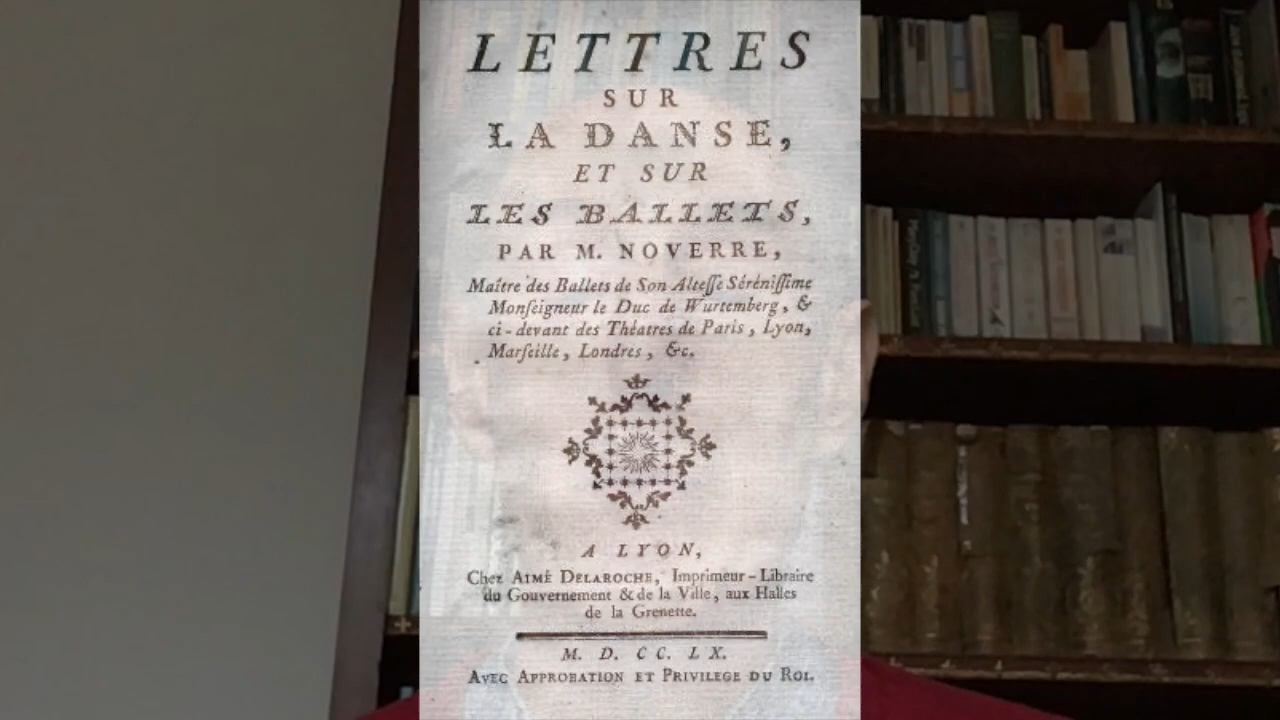 LETTRES
SUR
LA DANSE,
ET SUR
LES BALLETS,
PAR M. NOVERRE,
Maître des Ballets de Son Alteſſe Séréniſſime
Monſeigneur le Duc de Wurtemberg, &
ci-devant des Théatres de Paris, Lyon,
Marſeille, Londres, &c.
A LYON,
Chez AIMÉ DELAROCHE, Imprimeur-Libraire
du Gouvernement & de la Ville, aux Halles
de la Grenette.
M. D. CC. LX.
AVEC APPROBATION ET PRIVILEGE DU ROI.